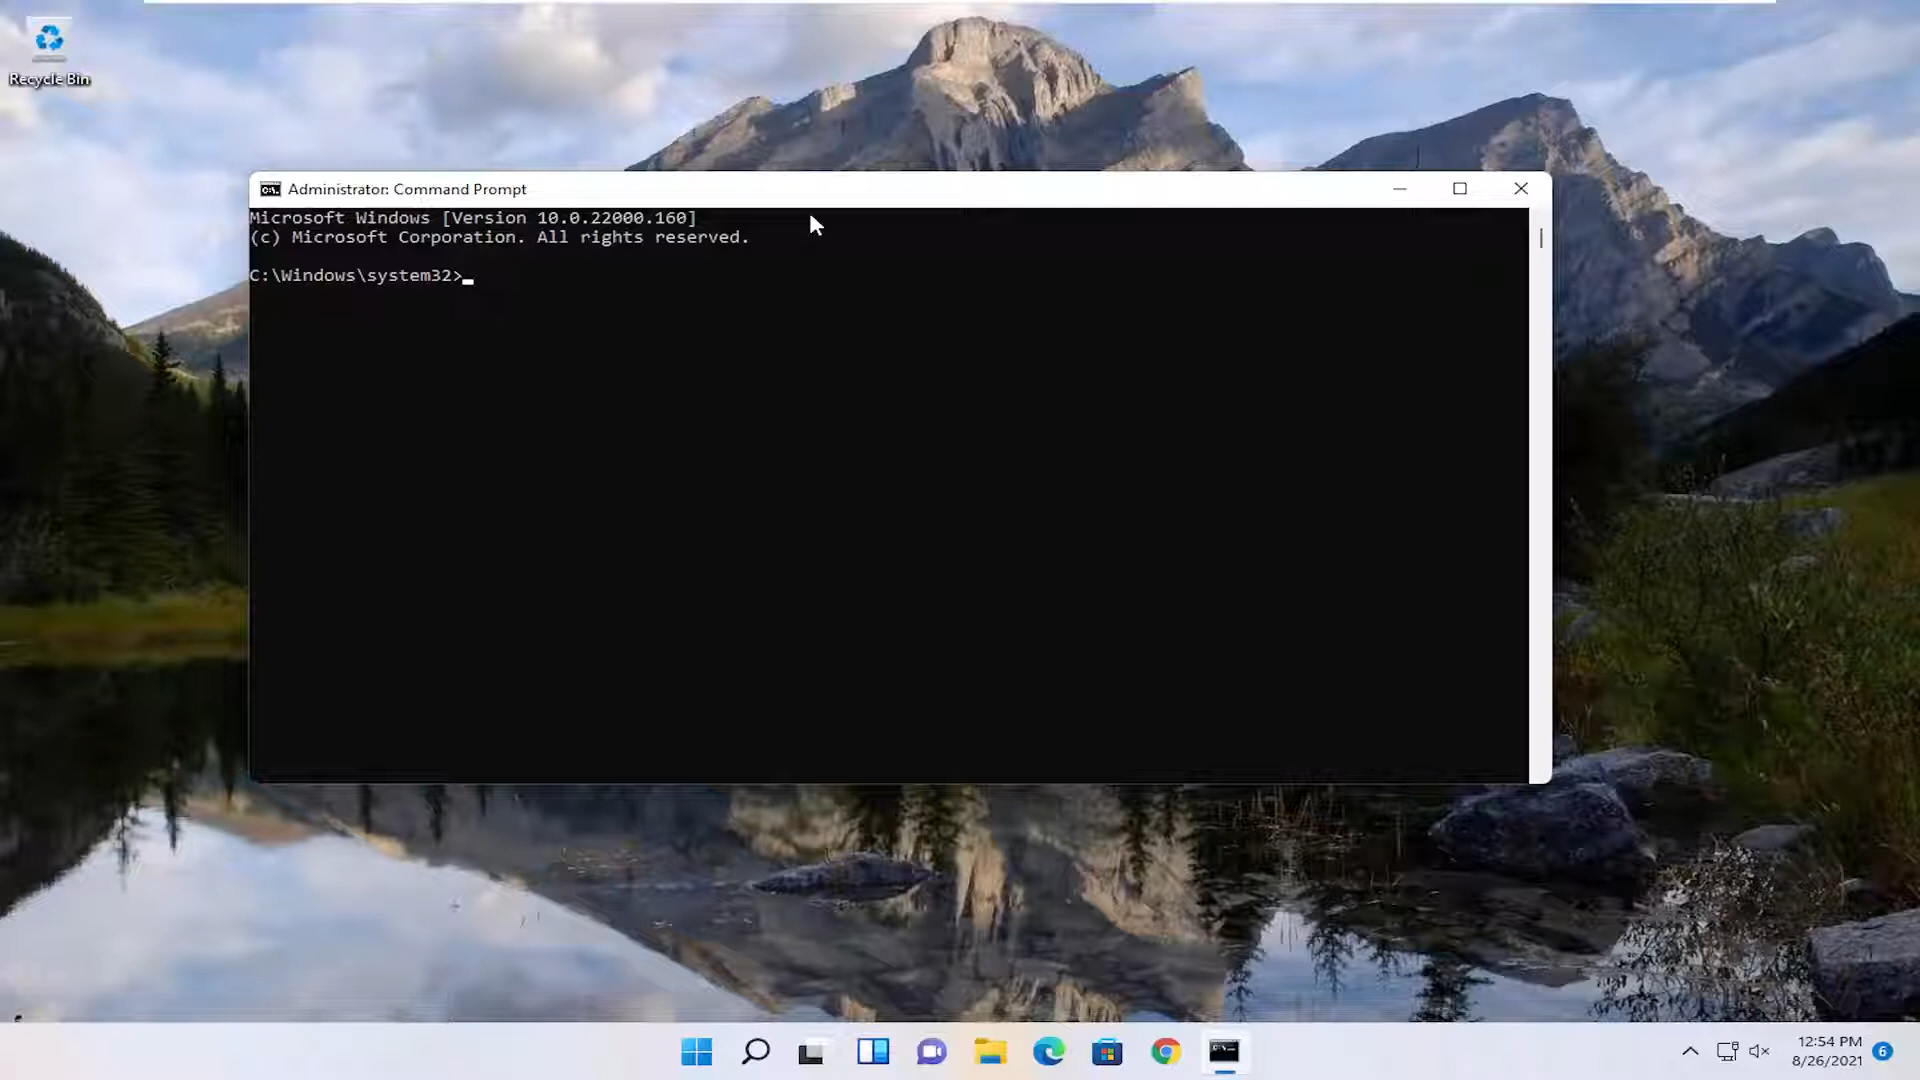 Recycle Bin
Administrator: Command Prompt
Microsoft Windows [Version 10.0.22000.160]
(c) Microsoft Corporation. All rights reserved.
C:\Windows\system32>
12:54 PM
8/26/2021
6